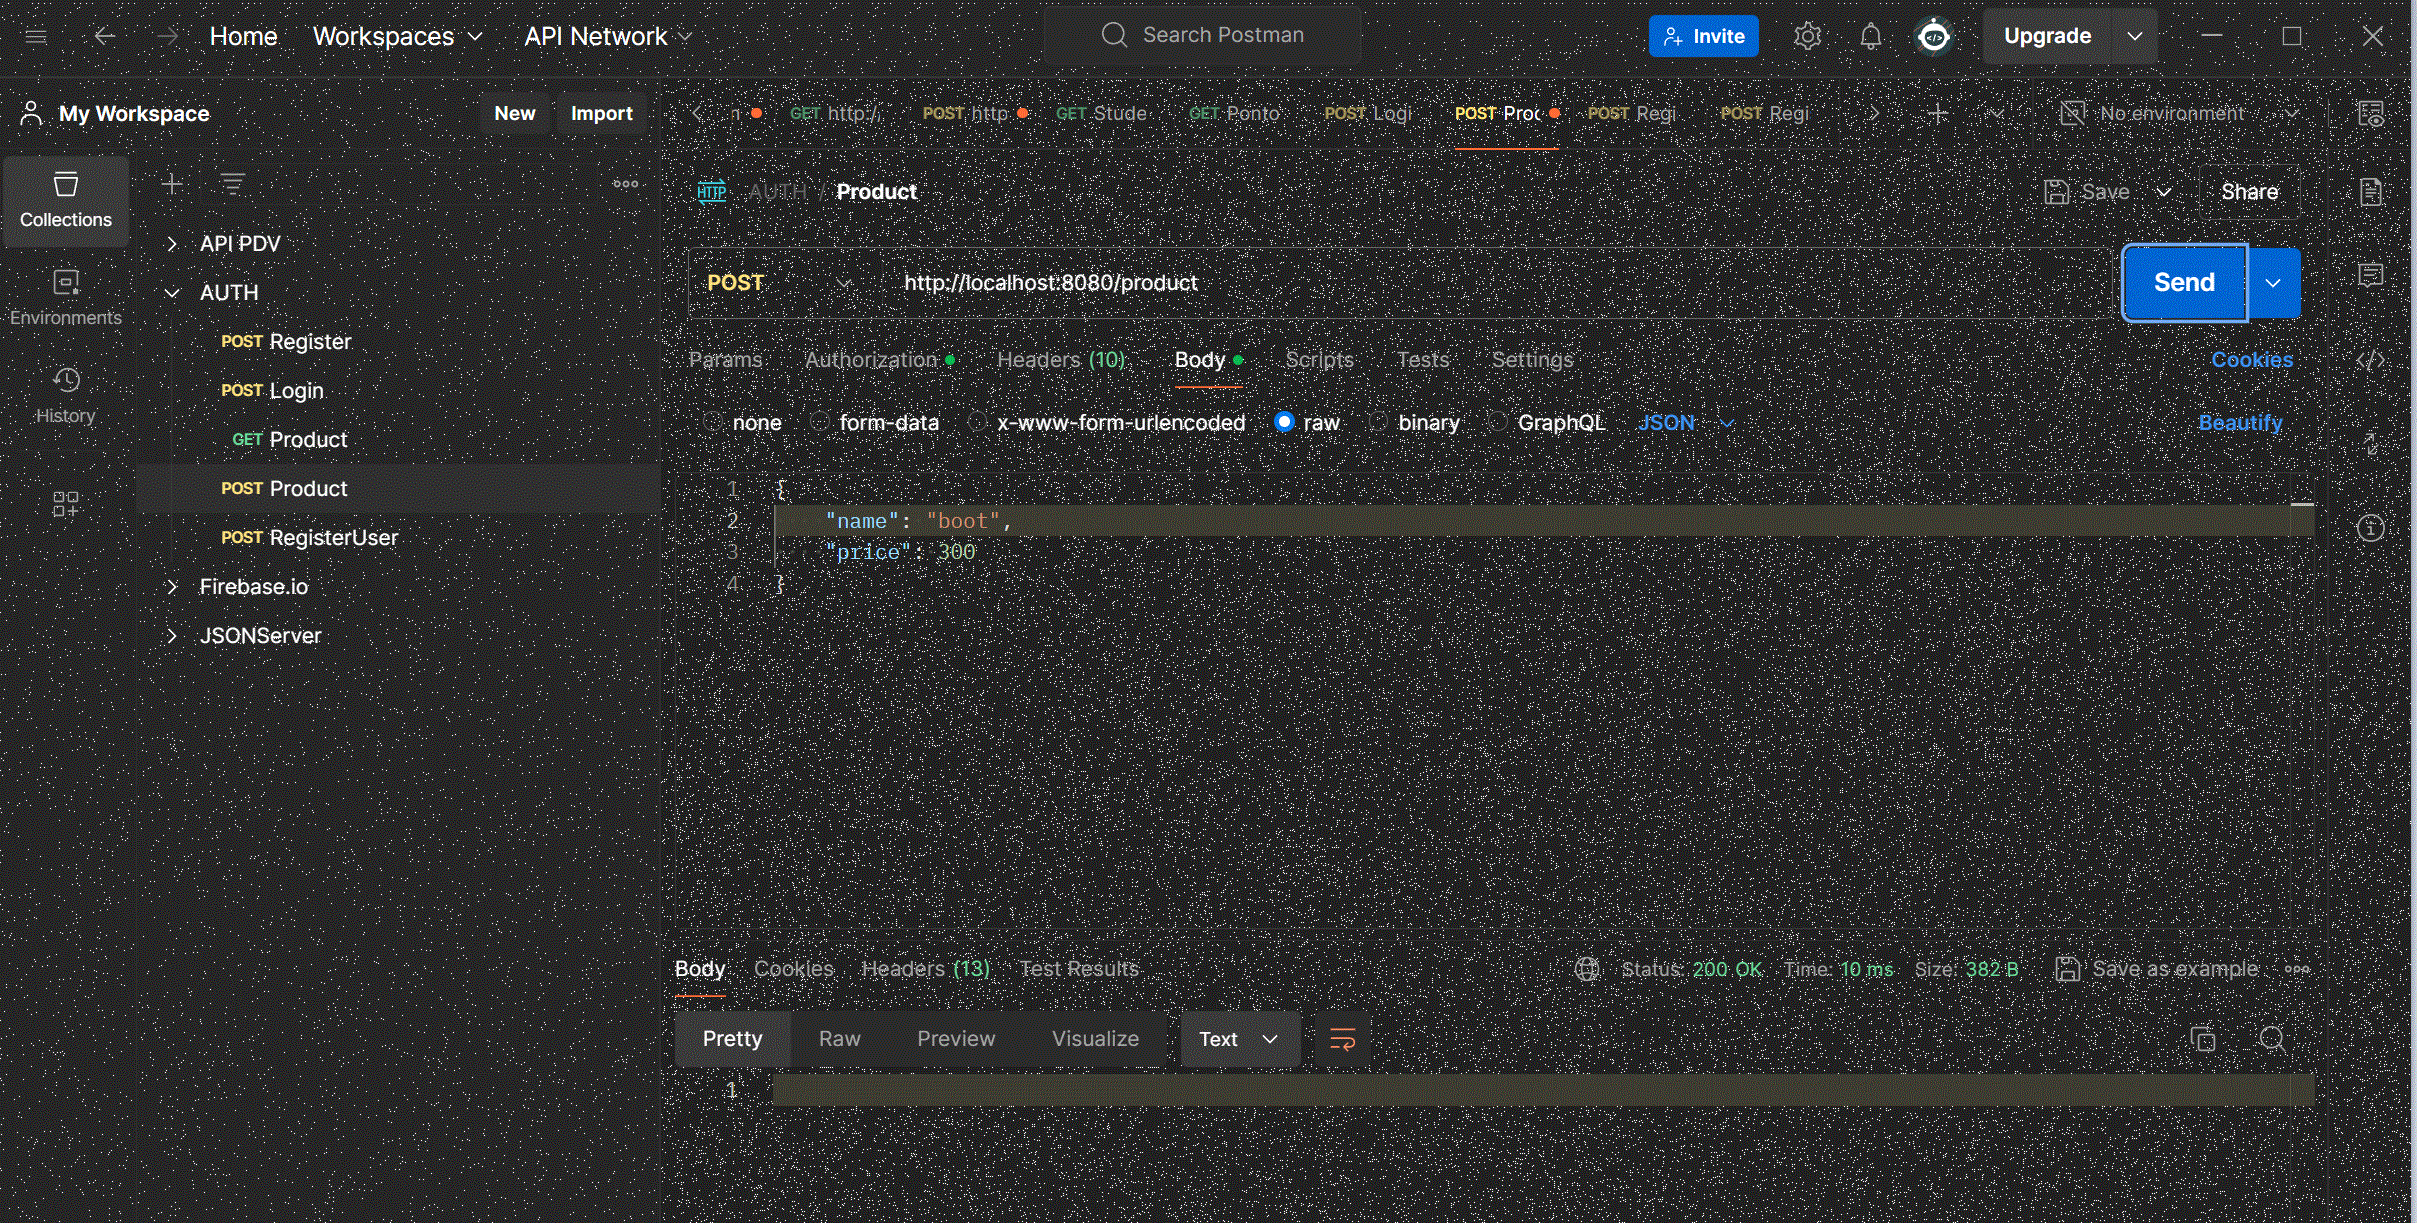 Home Workspaces API Network Search Postman Invite Upgrade
My Workspace New Import
n GET http:/ POST http GET Stude GET Ponto POST Logi POST Proc POST Regi POST Regi No environment
Collections
Environments
History
API PDV
AUTH
POST Register
POST Login
GET Product
POST Product
POST RegisterUser
Firebase.io
JSONServer
HTTP AUTH / Product Save Share
POST http://localhost:8080/product Send
Params Authorization Headers (10) Body Scripts Tests Settings Cookies
none form-data x-www-form-urlencoded raw binary GraphQL JSON Beautify
1 {
2 "name": "boot",
3 "price": 300
4 }
Body Cookies Headers (13) Test Results Status: 200 OK Time: 10 ms Size: 382 B Save as example
Pretty Raw Preview Visualize Text
1